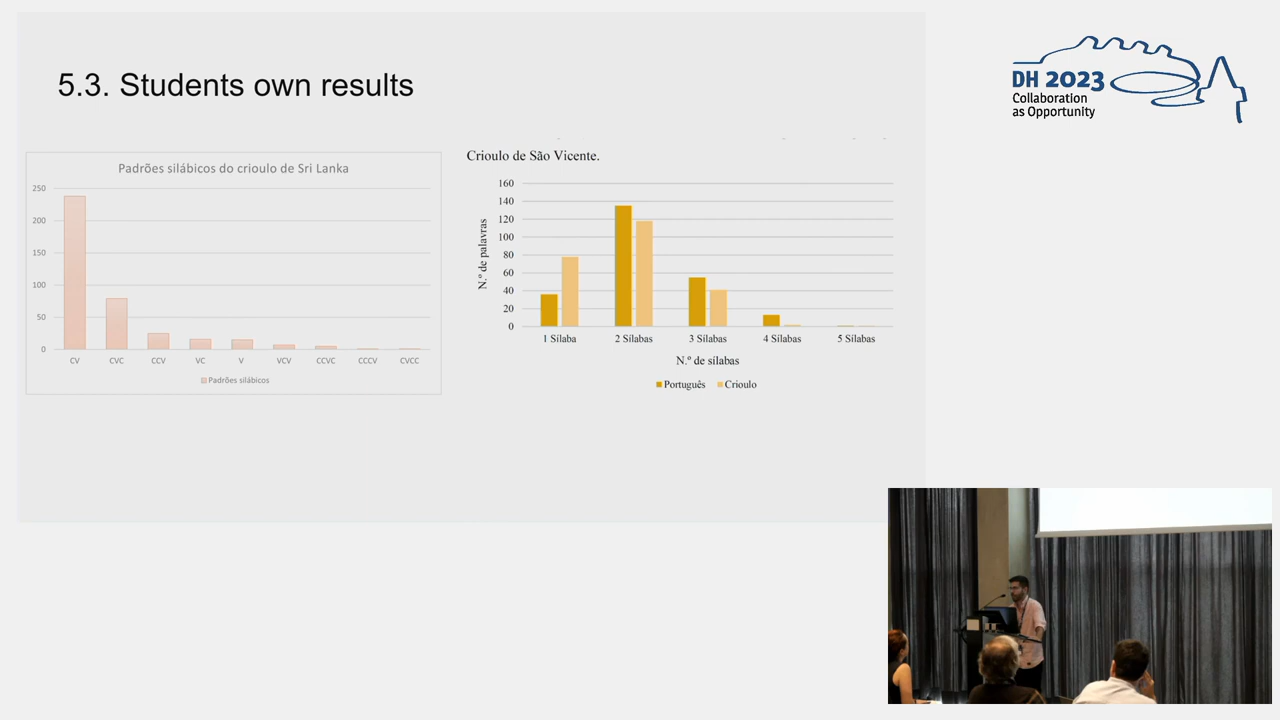 5.3. Students own results
DH 2023
Collaboration
as Opportunity
Padrões silábicos do crioulo de Sri Lanka
250
200
150
100
50
0
CV CVC CCV VC V VCV CCVC CCCV CVCC
Padrões silábicos
Crioulo de São Vicente.
N.º de palavras
160
140
120
100
80
60
40
20
0
1 Sílaba 2 Sílabas 3 Sílabas 4 Sílabas 5 Sílabas
N.º de sílabas
Português Crioulo